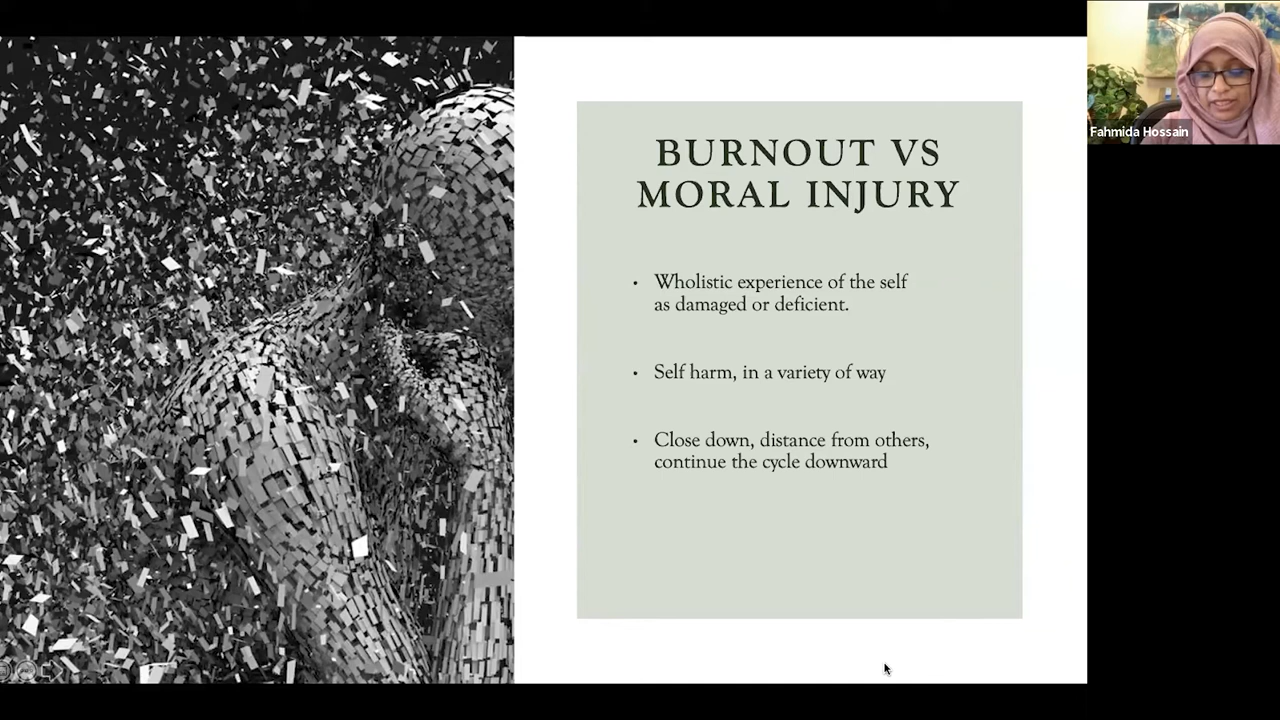 BURNOUT VS
MORAL INJURY
• Wholistic experience of the self
as damaged or deficient.
• Self harm, in a variety of way
• Close down, distance from others,
continue the cycle downward
Fahmida Hossain